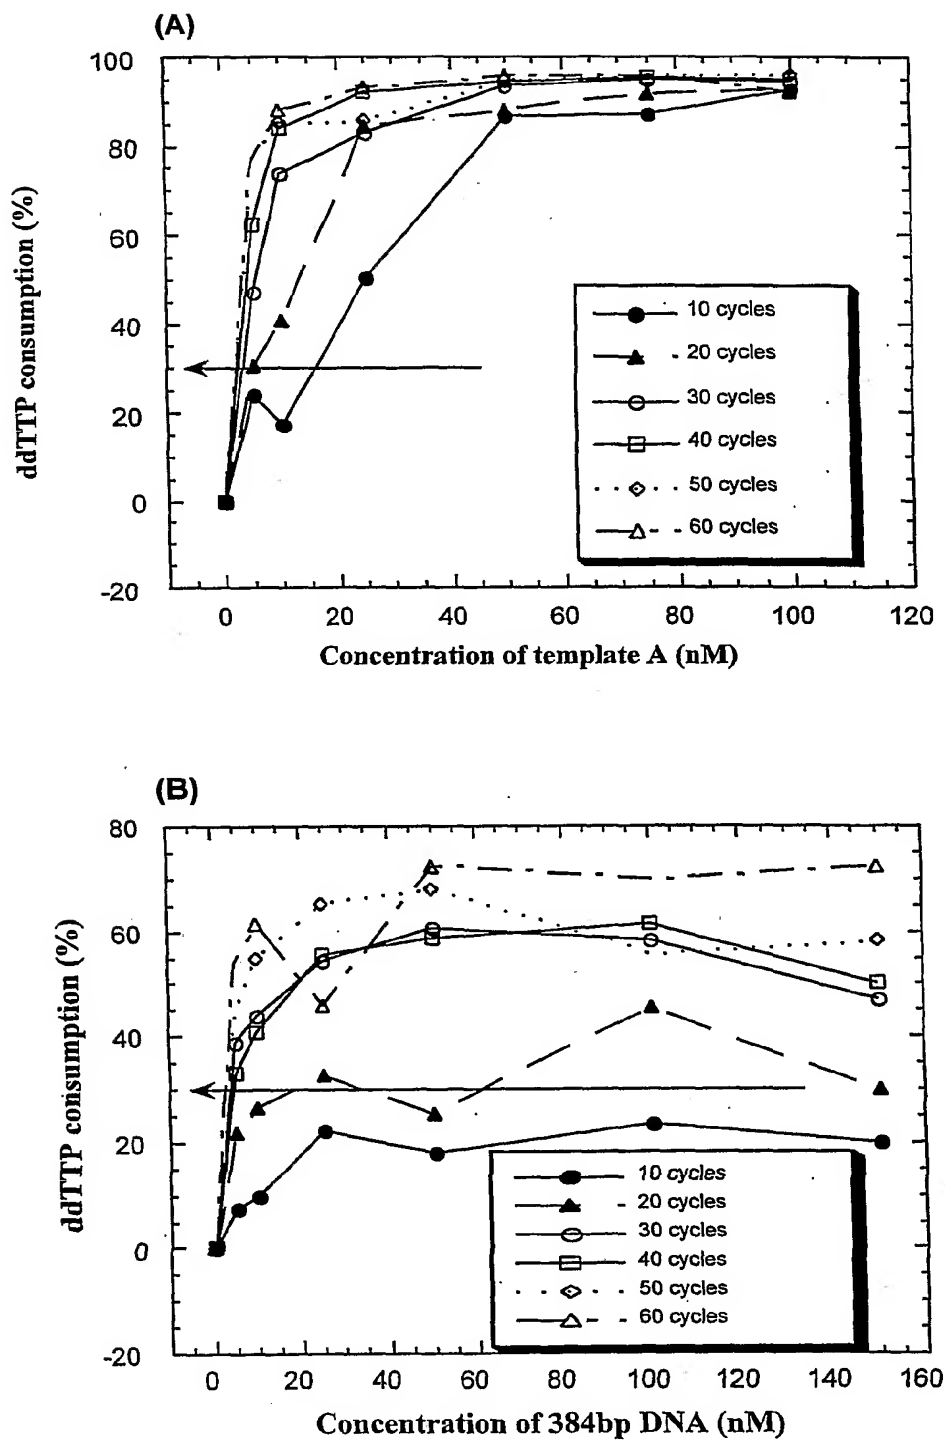 (A)
100
80
60
40
20
0
-20
ddTTP consumption (%)
10 cycles
20 cycles
30 cycles
40 cycles
50 cycles
60 cycles
0 20 40 60 80 100 120
Concentration of template A (nM)
(B)
80
60
40
20
0
-20
ddTTP consumption (%)
10 cycles
20 cycles
30 cycles
40 cycles
50 cycles
60 cycles
0 20 40 60 80 100 120 140 160
Concentration of 384bp DNA (nM)